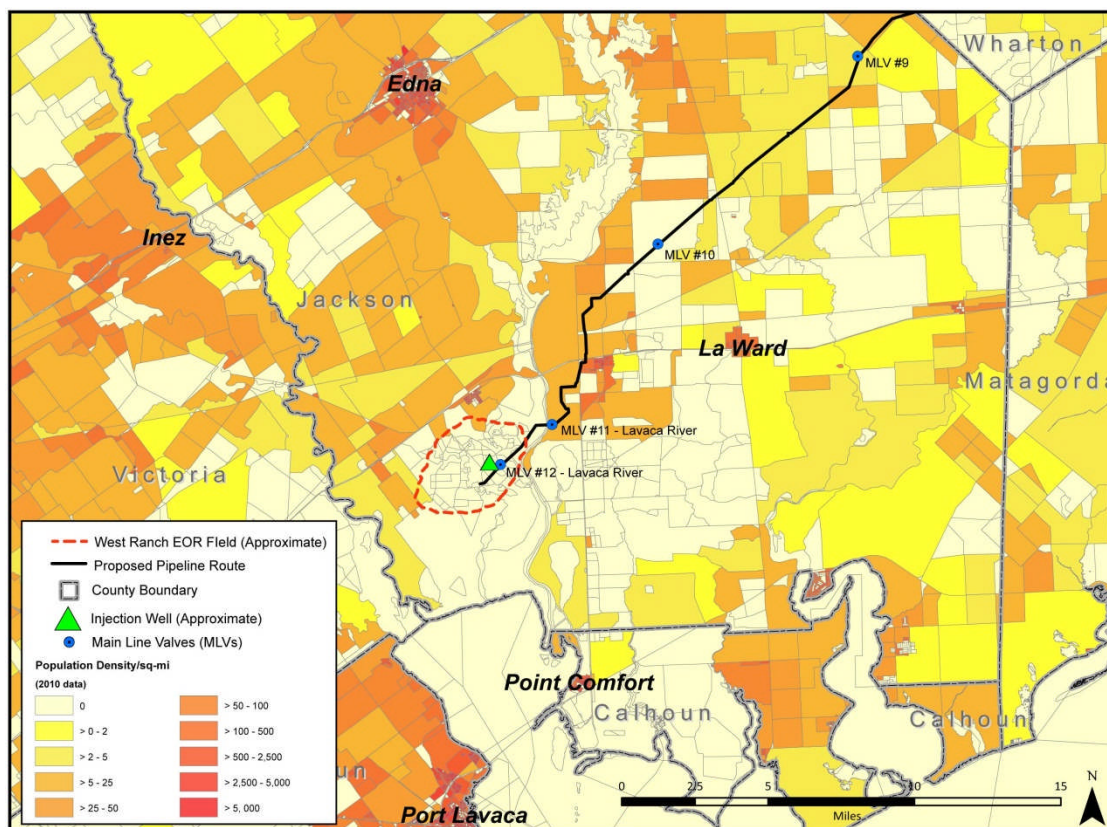 Wharton
MLV #9
Edna
Inez
MLV #10
Jackson
La Ward
Matagorda
MLV #11 - Lavaca River
MLV #12 - Lavaca River
Victoria
West Ranch EOR FIeld (Approximate)
Proposed Pipeline Route
County Boundary
Injection Well (Approximate)
Main Line Valves (MLVs)
Population Density/sq-mi
(2010 data)
0
> 0 - 2
> 2 - 5
> 5 - 25
> 25 - 50
> 50 - 100
> 100 - 500
> 500 - 2,500
> 2,500 - 5,000
> 5, 000
Point Comfort
Calhoun
Calhoun
un
Port Lavaca
0 2.5 5 10 15
Miles
N